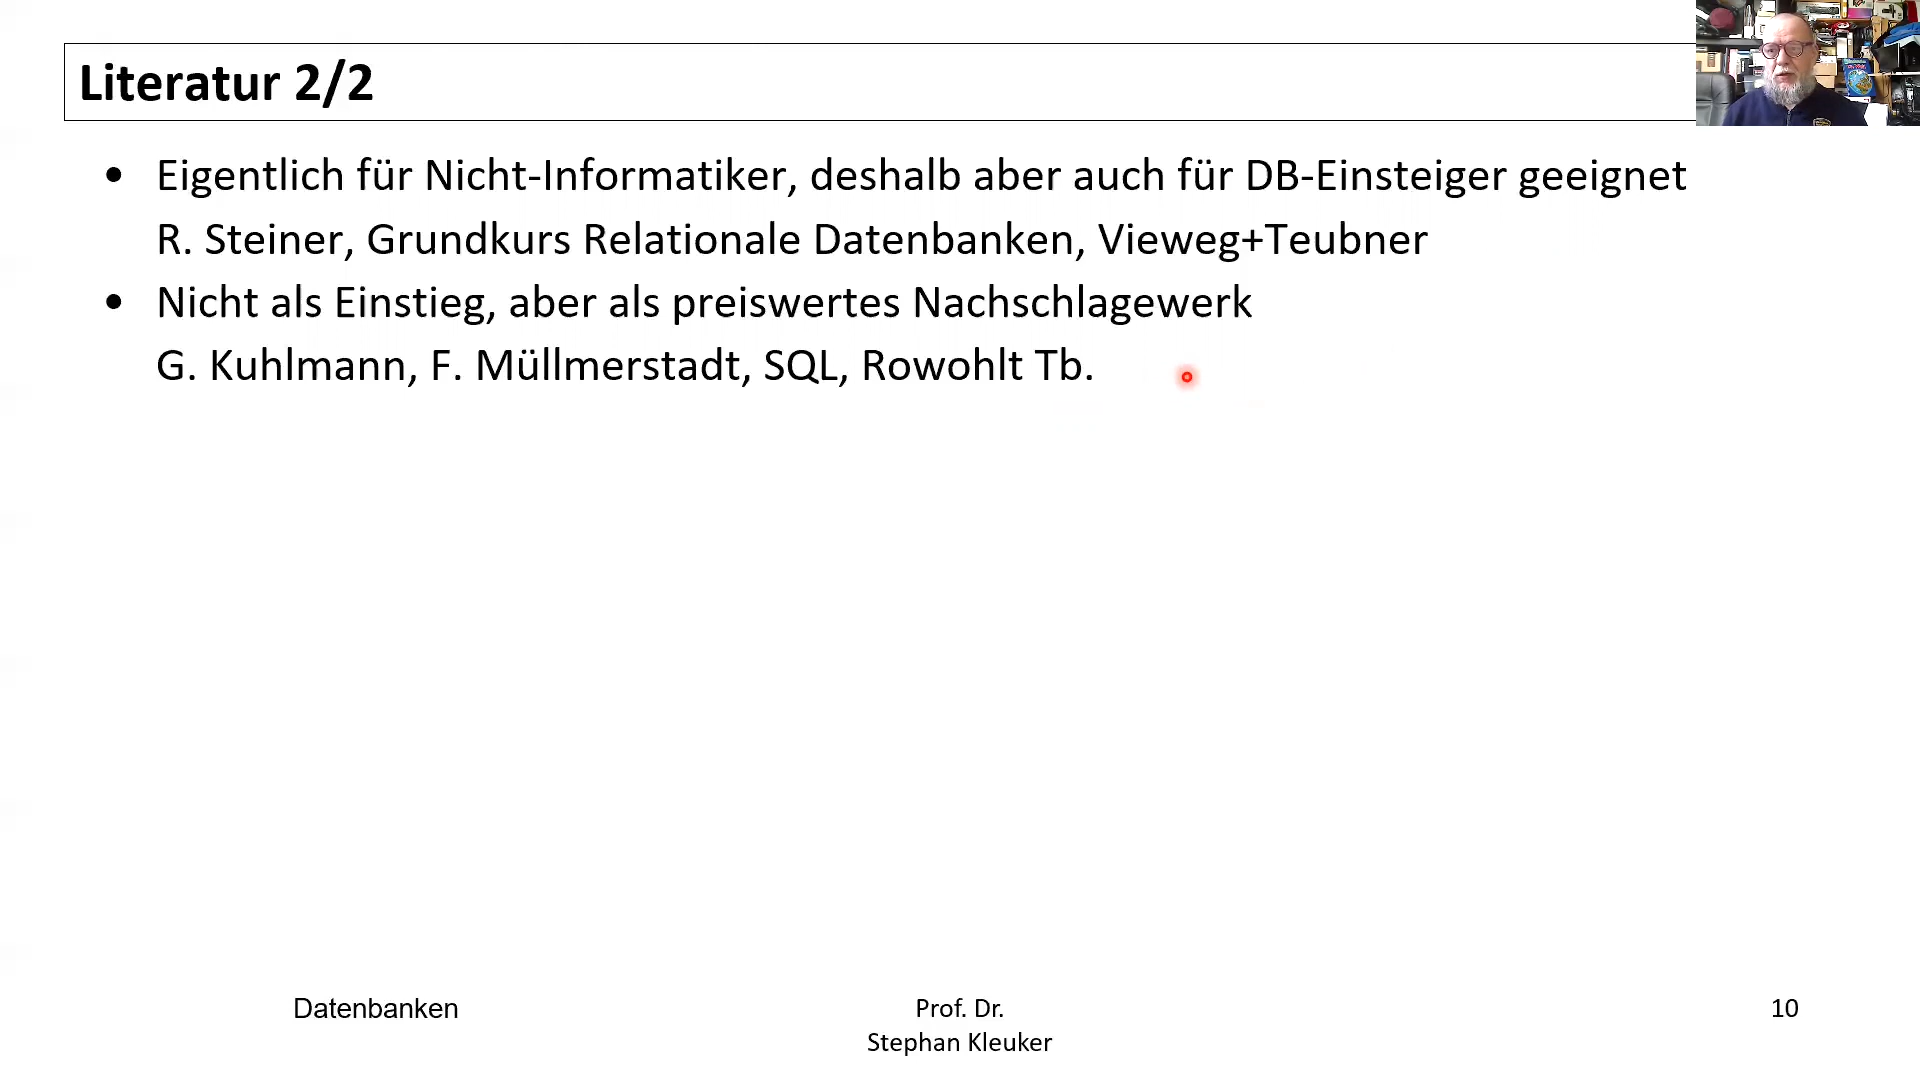 Literatur 2/2
• Eigentlich für Nicht-Informatiker, deshalb aber auch für DB-Einsteiger geeignet
R. Steiner, Grundkurs Relationale Datenbanken, Vieweg+Teubner
• Nicht als Einstieg, aber als preiswertes Nachschlagewerk
G. Kuhlmann, F. Müllmerstadt, SQL, Rowohlt Tb.
Datenbanken
Prof. Dr.
Stephan Kleuker
10